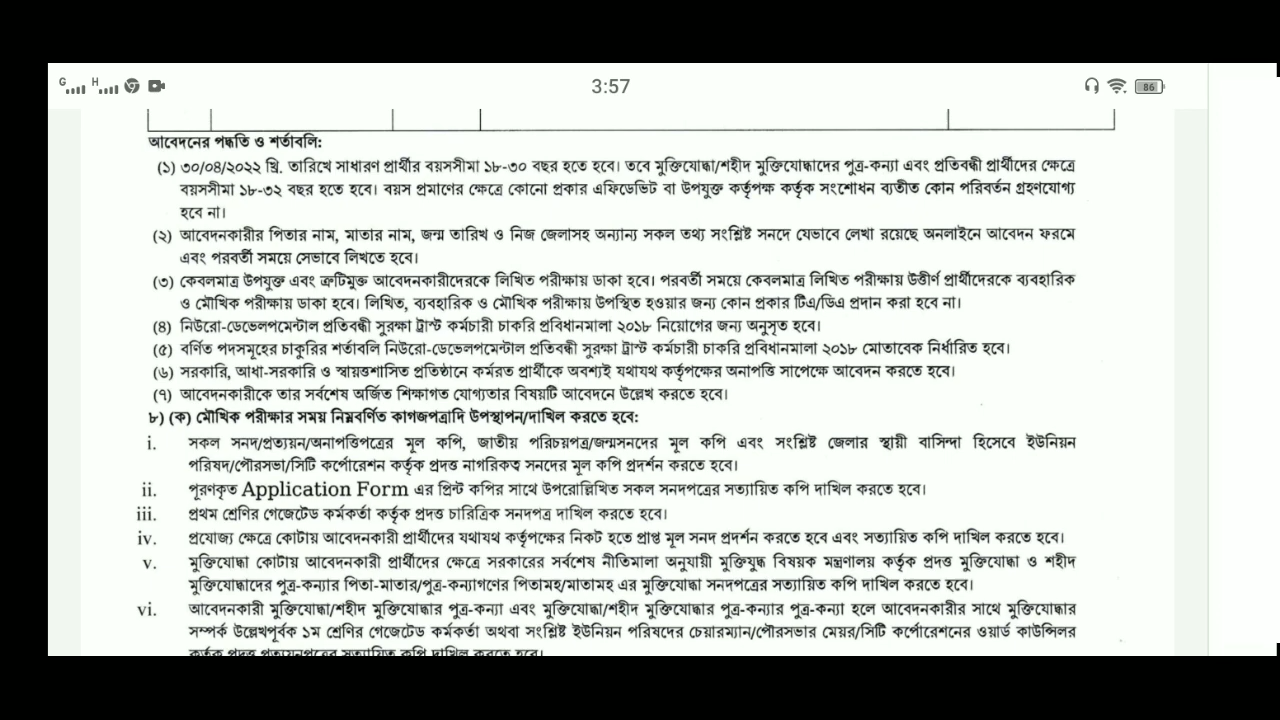 G H 3:57 86
আবেদনের পদ্ধতি ও শর্তাবলি:
(১) ৩০/০৪/২০২২ খ্রি. তারিখে সাধারণ প্রার্থীর বয়সসীমা ১৮-৩০ বছর হতে হবে। তবে মুক্তিযোদ্ধা/শহীদ মুক্তিযোদ্ধাদের পুত্র-কন্যা এবং প্রতিবন্ধী প্রার্থীদের ক্ষেত্রে
বয়সসীমা ১৮-৩২ বছর হতে হবে। বয়স প্রমাণের ক্ষেত্রে কোনো প্রকার এফিডেভিট বা উপযুক্ত কর্তৃপক্ষ কর্তৃক সংশোধন ব্যতীত কোন পরিবর্তন গ্রহণযোগ্য
হবে না।
(২) আবেদনকারীর পিতার নাম, মাতার নাম, জন্ম তারিখ ও নিজ জেলাসহ অন্যান্য সকল তথ্য সংশ্লিষ্ট সনদে যেভাবে লেখা রয়েছে অনলাইনে আবেদন ফরমে
এবং পরবর্তী সময়ে সেভাবে লিখতে হবে।
(৩) কেবলমাত্র উপযুক্ত এবং ত্রুটিমুক্ত আবেদনকারীদেরকে লিখিত পরীক্ষায় ডাকা হবে। পরবর্তী সময়ে কেবলমাত্র লিখিত পরীক্ষায় উত্তীর্ণ প্রার্থীদেরকে ব্যবহারিক
ও মৌখিক পরীক্ষায় ডাকা হবে। লিখিত, ব্যবহারিক ও মৌখিক পরীক্ষায় উপস্থিত হওয়ার জন্য কোন প্রকার টিএ/ডিএ প্রদান করা হবে না।
(৪) নিউরো-ডেভেলপমেন্টাল প্রতিবন্ধী সুরক্ষা ট্রাস্ট কর্মচারী চাকরি প্রবিধানমালা ২০১৮ নিয়োগের জন্য অনুসৃত হবে।
(৫) বর্ণিত পদসমূহের চাকুরির শর্তাবলি নিউরো-ডেভেলপমেন্টাল প্রতিবন্ধী সুরক্ষা ট্রাস্ট কর্মচারী চাকরি প্রবিধানমালা ২০১৮ মোতাবেক নির্ধারিত হবে।
(৬) সরকারি, আধা-সরকারি ও স্বায়ত্তশাসিত প্রতিষ্ঠানে কর্মরত প্রার্থীকে অবশ্যই যথাযথ কর্তৃপক্ষের অনাপত্তি সাপেক্ষে আবেদন করতে হবে।
(৭) আবেদনকারীকে তার সর্বশেষ অর্জিত শিক্ষাগত যোগ্যতার বিষয়টি আবেদনে উল্লেখ করতে হবে।
৮) (ক) মৌখিক পরীক্ষার সময় নিম্নবর্ণিত কাগজপত্রাদি উপস্থাপন/দাখিল করতে হবে:
i. সকল সনদ/প্রত্যয়ন/অনাপত্তিপত্রের মূল কপি, জাতীয় পরিচয়পত্র/জন্মসনদের মূল কপি এবং সংশ্লিষ্ট জেলার স্থায়ী বাসিন্দা হিসেবে ইউনিয়ন
পরিষদ/পৌরসভা/সিটি কর্পোরেশন কর্তৃক প্রদত্ত নাগরিকত্ব সনদের মূল কপি প্রদর্শন করতে হবে।
ii. পূরণকৃত Application Form এর প্রিন্ট কপির সাথে উপরোল্লিখিত সকল সনদপত্রের সত্যায়িত কপি দাখিল করতে হবে।
iii. প্রথম শ্রেণির গেজেটেড কর্মকর্তা কর্তৃক প্রদত্ত চারিত্রিক সনদপত্র দাখিল করতে হবে।
iv. প্রযোজ্য ক্ষেত্রে কোটায় আবেদনকারী প্রার্থীদের যথাযথ কর্তৃপক্ষের নিকট হতে প্রাপ্ত মূল সনদ প্রদর্শন করতে হবে এবং সত্যায়িত কপি দাখিল করতে হবে।
v. মুক্তিযোদ্ধা কোটায় আবেদনকারী প্রার্থীদের ক্ষেত্রে সরকারের সর্বশেষ নীতিমালা অনুযায়ী মুক্তিযুদ্ধ বিষয়ক মন্ত্রণালয় কর্তৃক প্রদত্ত মুক্তিযোদ্ধা ও শহীদ
মুক্তিযোদ্ধাদের পুত্র-কন্যার পিতা-মাতার/পুত্র-কন্যাগণের পিতামহ/মাতামহ এর মুক্তিযোদ্ধা সনদপত্রের সত্যায়িত কপি দাখিল করতে হবে।
vi. আবেদনকারী মুক্তিযোদ্ধা/শহীদ মুক্তিযোদ্ধার পুত্র-কন্যা এবং মুক্তিযোদ্ধা/শহীদ মুক্তিযোদ্ধার পুত্র-কন্যার পুত্র-কন্যা হলে আবেদনকারীর সাথে মুক্তিযোদ্ধার
সম্পর্ক উল্লেখপূর্বক ১ম শ্রেণির গেজেটেড কর্মকর্তা অথবা সংশ্লিষ্ট ইউনিয়ন পরিষদের চেয়ারম্যান/পৌরসভার মেয়র/সিটি কর্পোরেশনের ওয়ার্ড কাউন্সিলর
কর্তৃক প্রদত্ত প্রত্যয়নপত্রের সত্যায়িত কপি দাখিল করতে হবে।